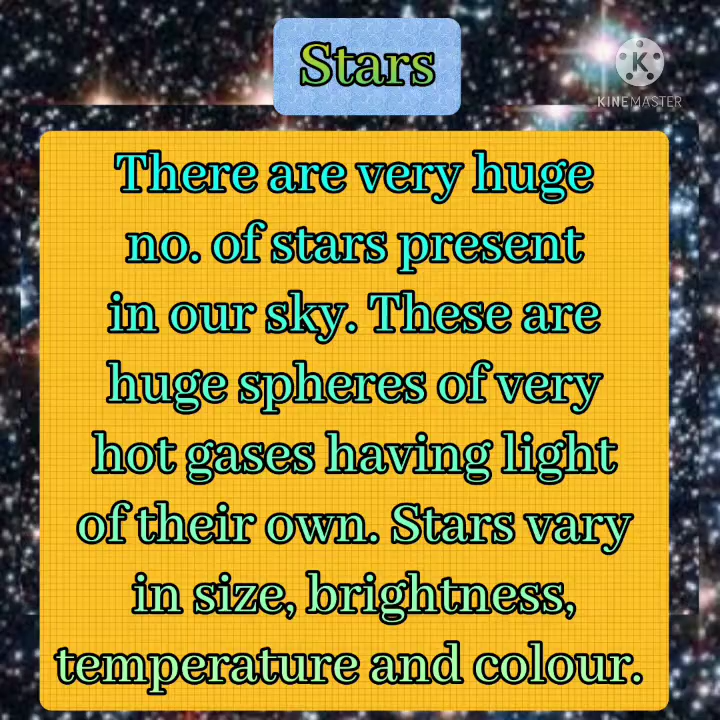 Stars
K
KINEMASTER
There are very huge
no. of stars present
in our sky. These are
huge spheres of very
hot gases having light
of their own. Stars vary
in size, brightness,
temperature and colour.